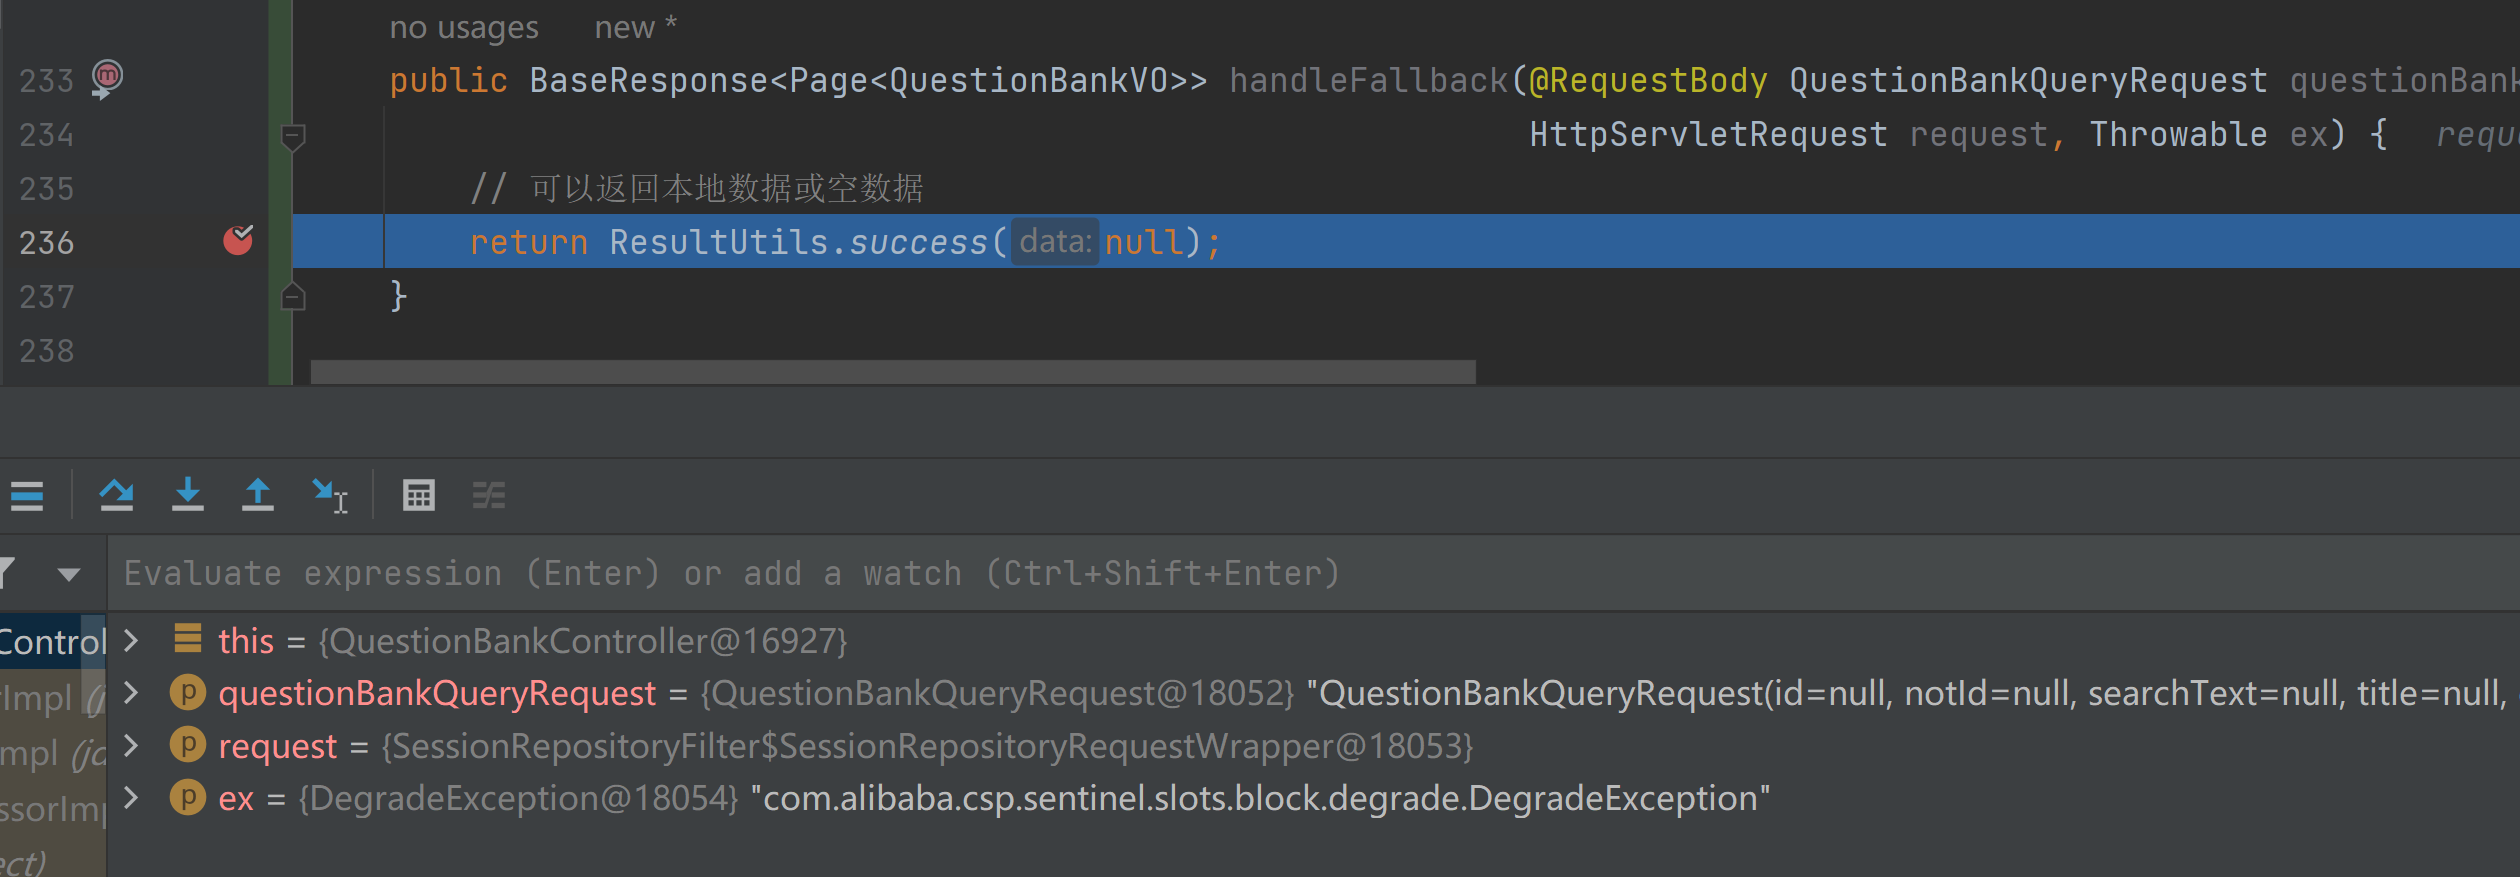 no usages new *
233 public BaseResponse<Page<QuestionBankVO>> handleFallback(@RequestBody QuestionBankQueryRequest questionBank
234 HttpServletRequest request, Throwable ex) { requ
235 // 可以返回本地数据或空数据
236 return ResultUtils.success( data: null);
237 }
238
Evaluate expression (Enter) or add a watch (Ctrl+Shift+Enter)
Control this = {QuestionBankController@16927}
rImpl (j questionBankQueryRequest = {QuestionBankQueryRequest@18052} "QuestionBankQueryRequest(id=null, notId=null, searchText=null, title=null,
mpl (jd request = {SessionRepositoryFilter$SessionRepositoryRequestWrapper@18053}
ssorImp ex = {DegradeException@18054} "com.alibaba.csp.sentinel.slots.block.degrade.DegradeException"
ect)